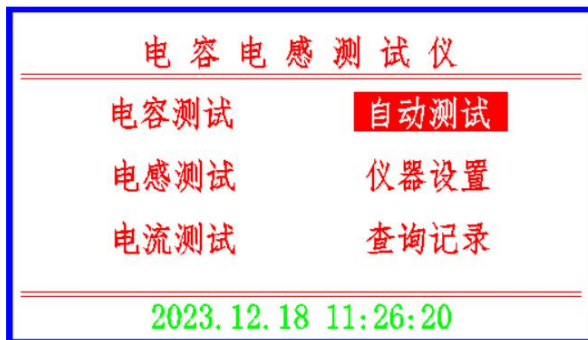 电容电感测试仪
电容测试 自动测试
电感测试 仪器设置
电流测试 查询记录
2023.12.18 11:26:20